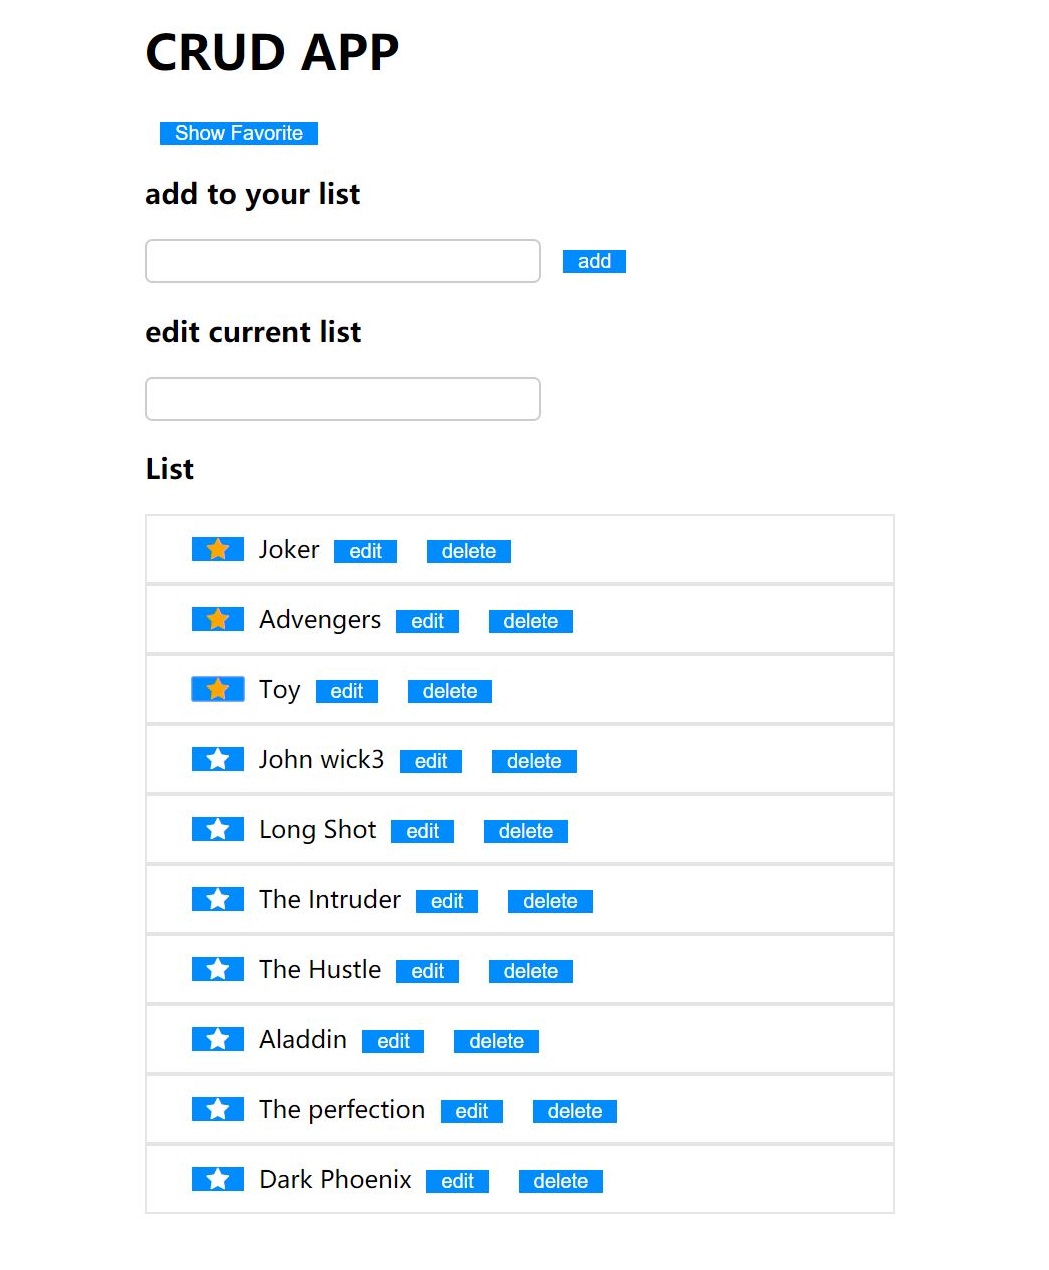 CRUD APP
Show Favorite
add to your list
add
edit current list
List
Joker edit delete
Advengers edit delete
Toy edit delete
John wick3 edit delete
Long Shot edit delete
The Intruder edit delete
The Hustle edit delete
Aladdin edit delete
The perfection edit delete
Dark Phoenix edit delete